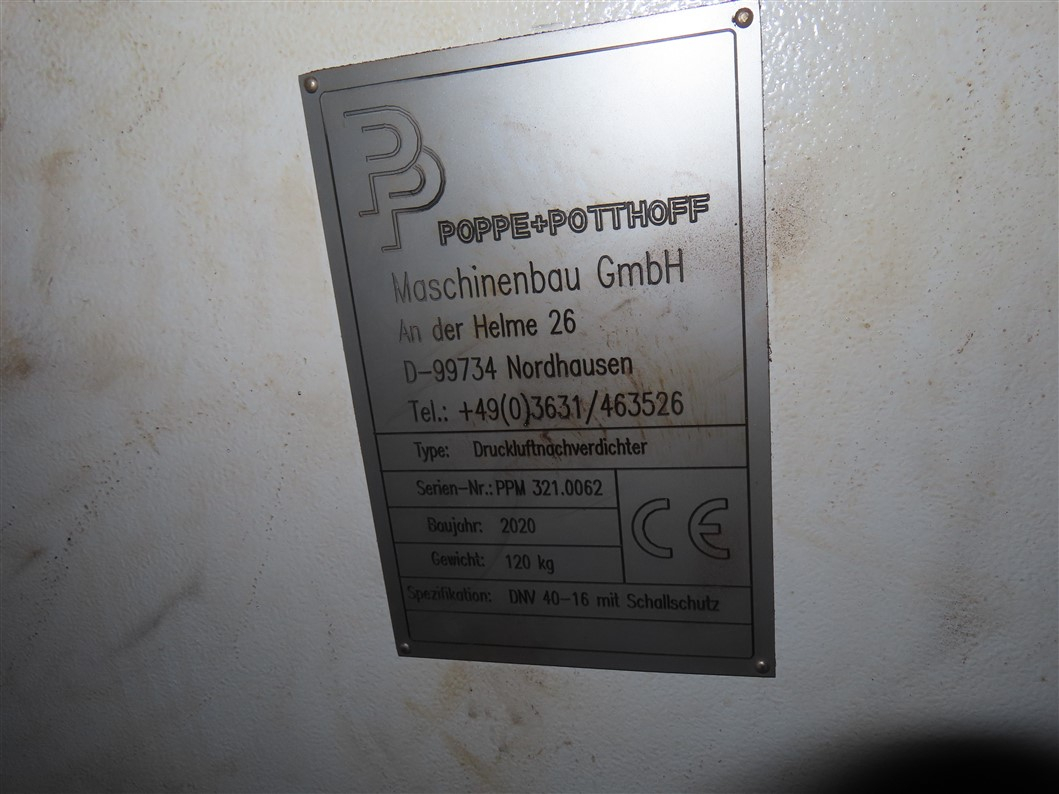 PP
POPPE+POTTHOFF
Maschinenbau GmbH
An der Helme 26
D-99734 Nordhausen
Tel.: +49(0)3631/463526
Type: Druckluftnachverdichter
Serien-Nr.: PPM 321.0062
CE
Baujahr: 2020
Gewicht: 120 kg
Spezifikation: DNV 40-16 mit Schallschutz